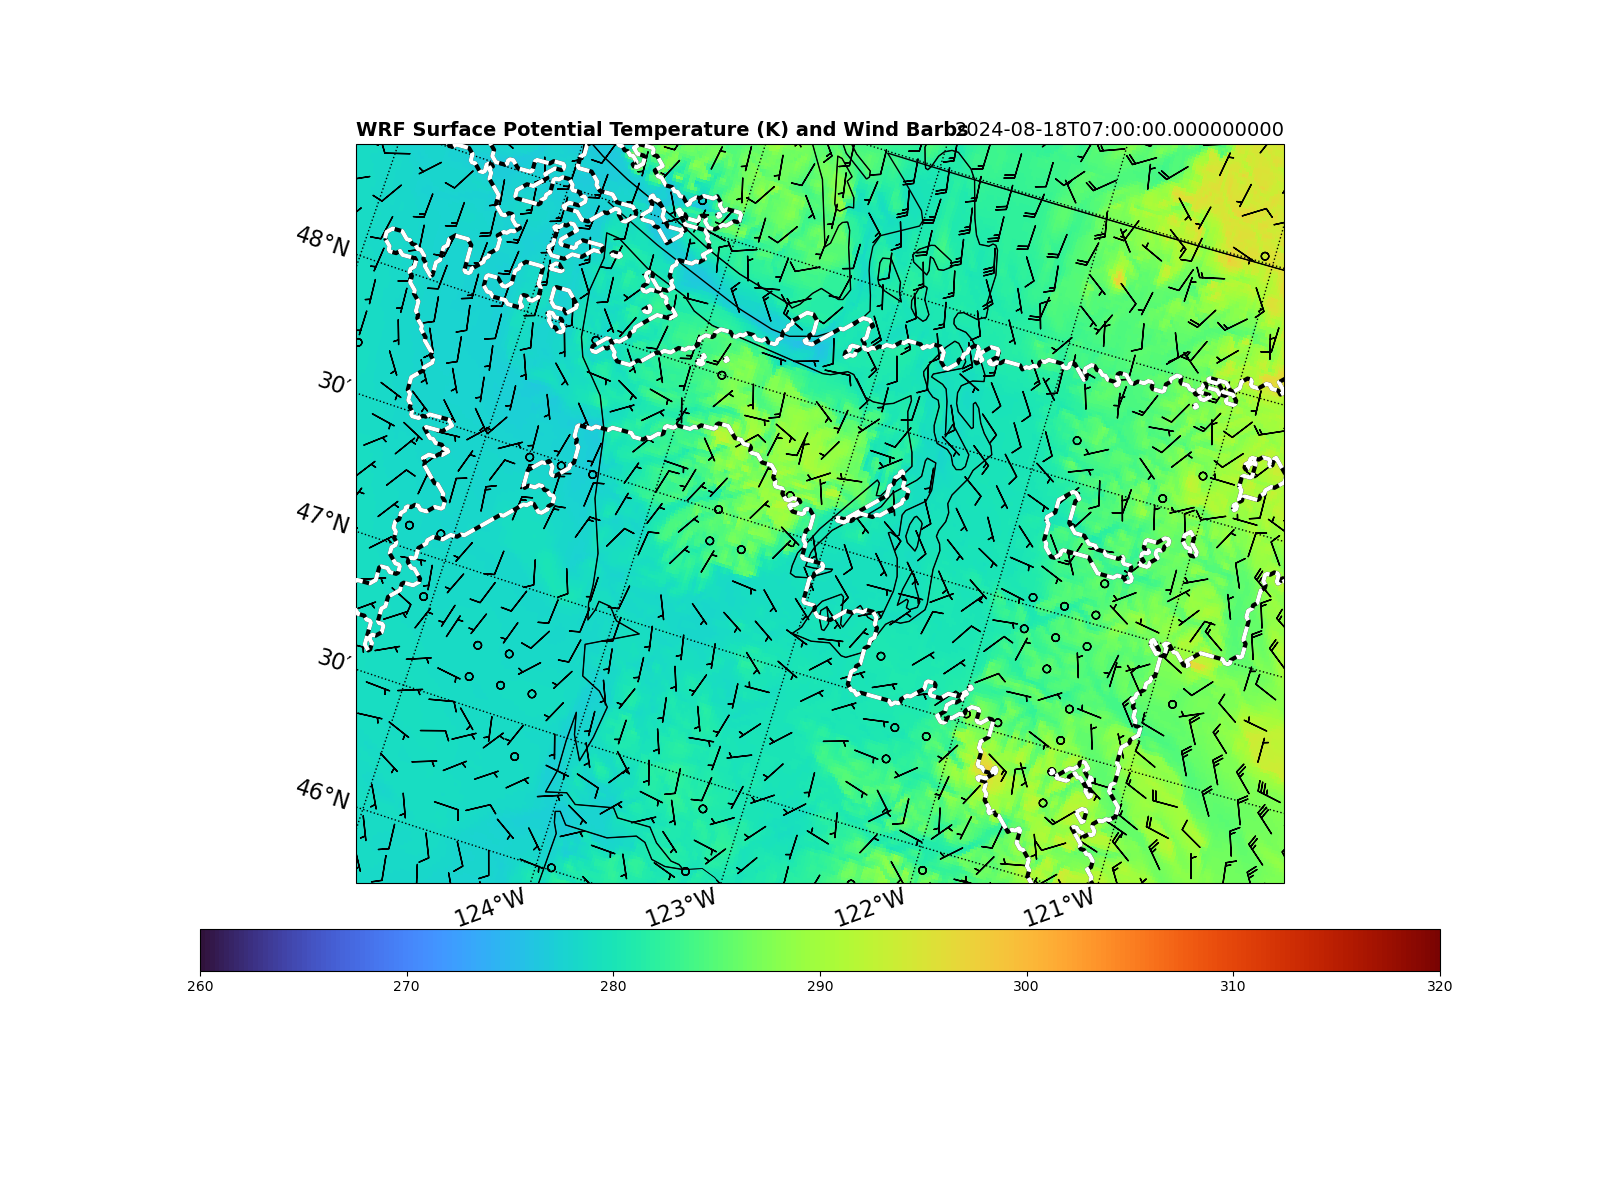 WRF Surface Potential Temperature (K) and Wind Barbs 2024-08-18T07:00:00.000000000
48°N
30′
47°N
30′
46°N
124°W 123°W 122°W 121°W
260 270 280 290 300 310 320